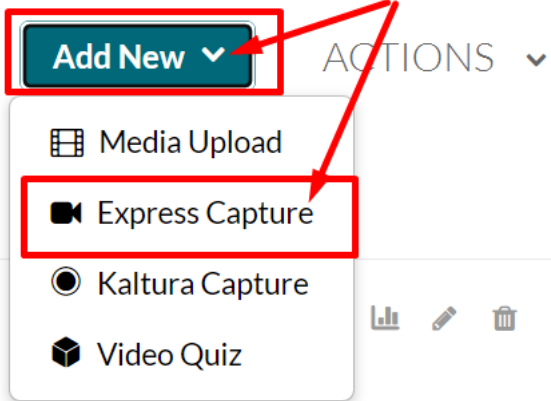 Add New ACTIONS
Media Upload
Express Capture
Kaltura Capture
Video Quiz